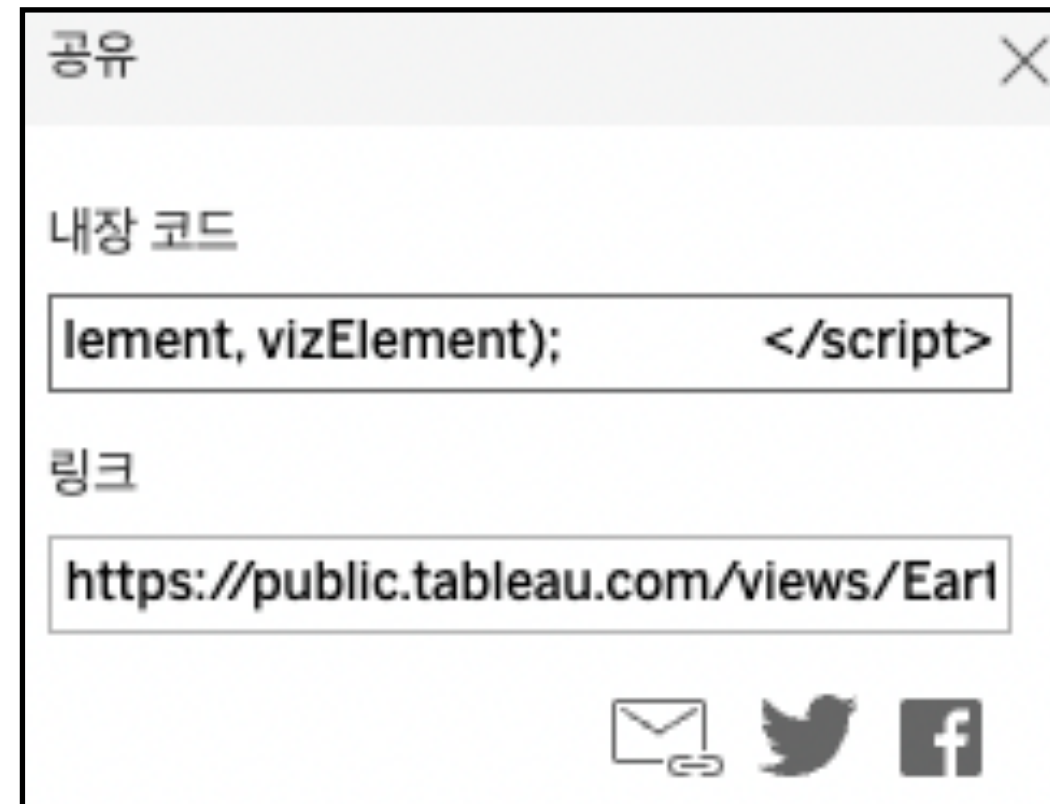 공유
내장 코드
lement, vizElement); </script>
링크
https://public.tableau.com/views/Eart